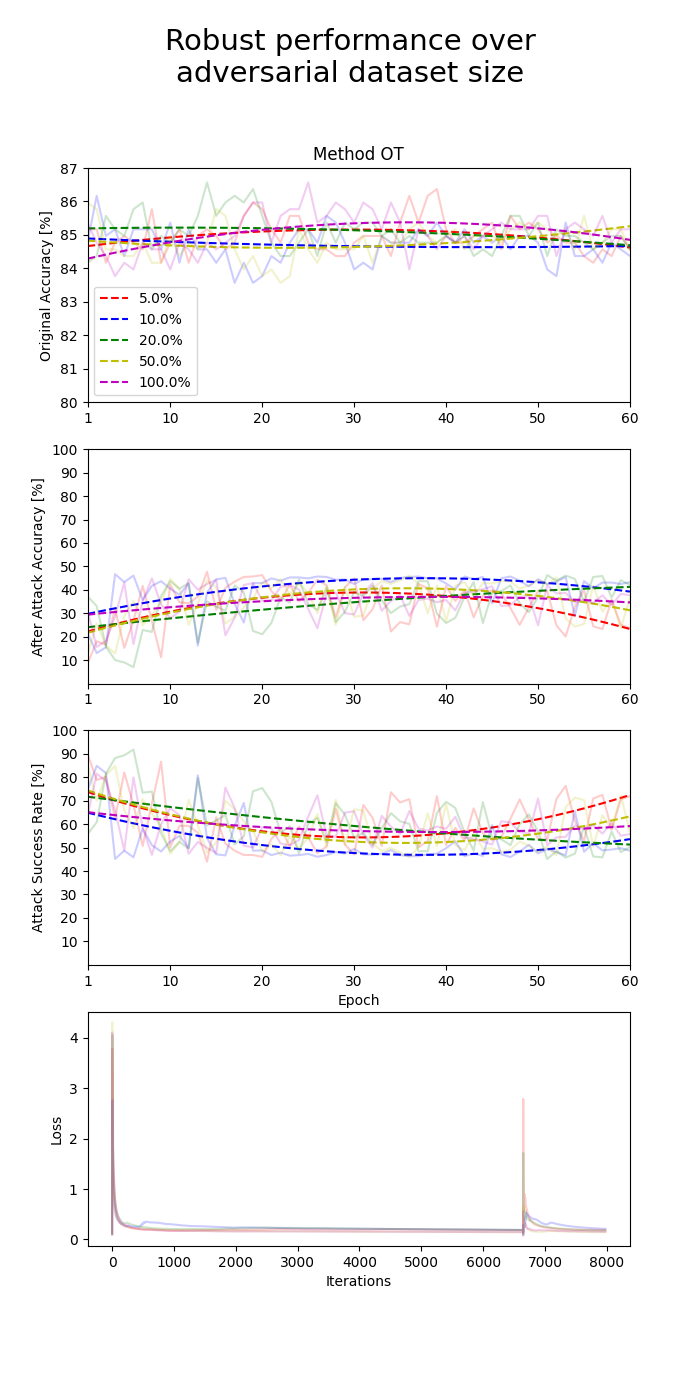 Robust performance over
adversarial dataset size
Method OT
Original Accuracy [%]
87
86
85
84
83
82
81
80
5.0%
10.0%
20.0%
50.0%
100.0%
1 10 20 30 40 50 60
After Attack Accuracy [%]
100
90
80
70
60
50
40
30
20
10
1 10 20 30 40 50 60
Attack Success Rate [%]
100
90
80
70
60
50
40
30
20
10
1 10 20 30 40 50 60
Epoch
Loss
4
3
2
1
0
0 1000 2000 3000 4000 5000 6000 7000 8000
Iterations